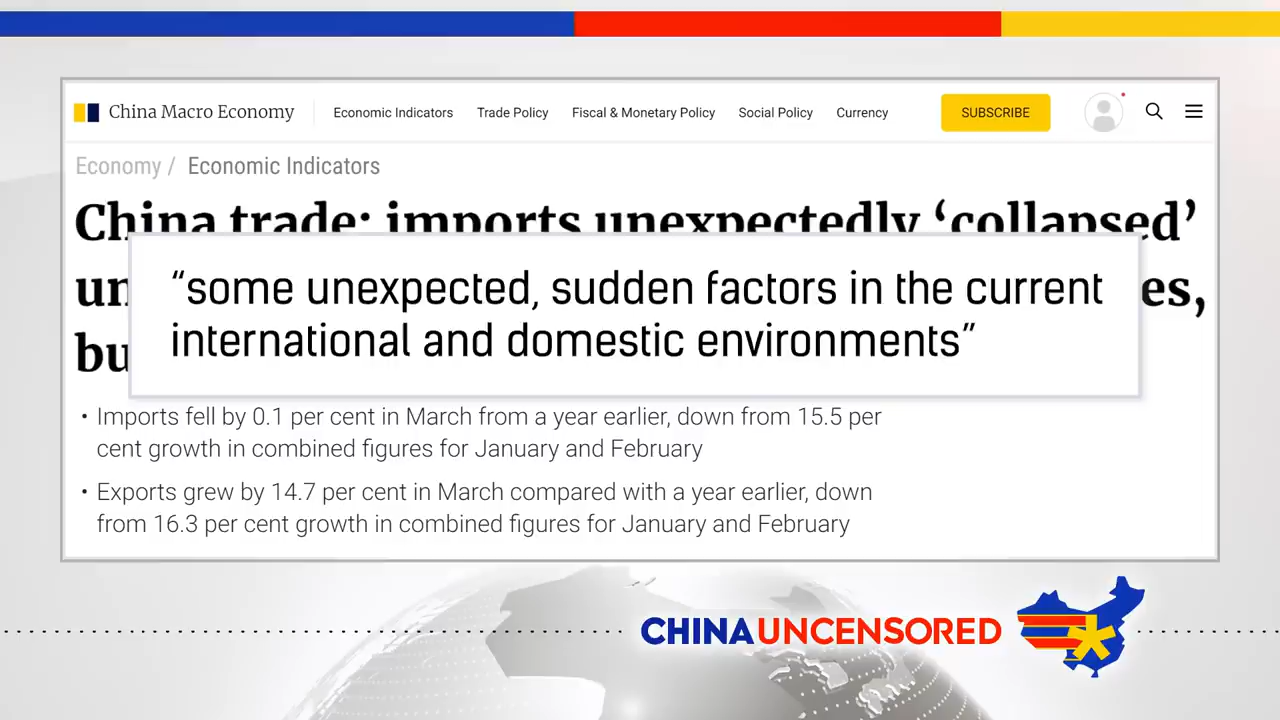 China Macro Economy Economic Indicators Trade Policy Fiscal & Monetary Policy Social Policy Currency SUBSCRIBE
Economy / Economic Indicators
China trade: imports unexpectedly ‘collapsed’
“some unexpected, sudden factors in the current
international and domestic environments”
• Imports fell by 0.1 per cent in March from a year earlier, down from 15.5 per
cent growth in combined figures for January and February
• Exports grew by 14.7 per cent in March compared with a year earlier, down
from 16.3 per cent growth in combined figures for January and February
CHINA UNCENSORED